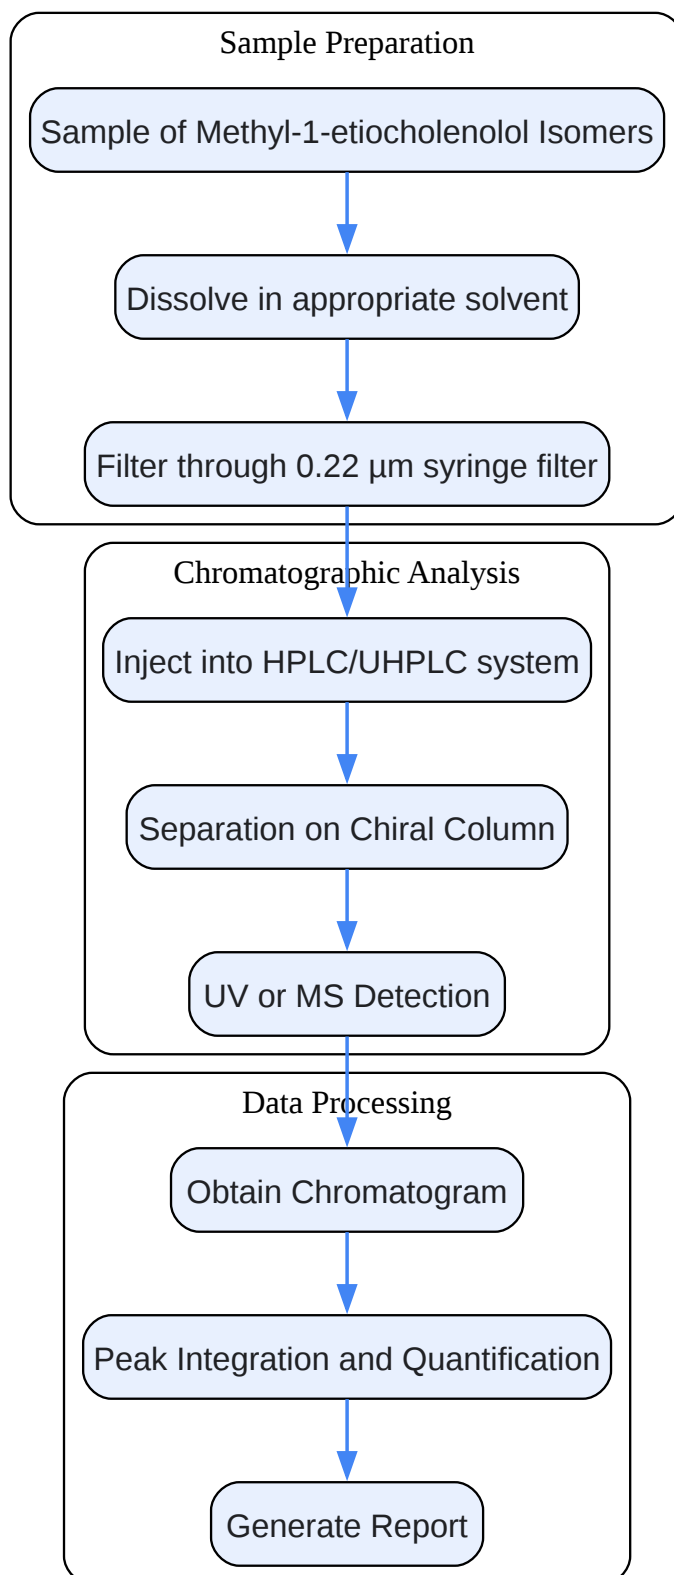 Sample Preparation
Sample of Methyl-1-etiocholenolol Isomers
Dissolve in appropriate solvent
Filter through 0.22 µm syringe filter
Chromatographic Analysis
Inject into HPLC/UHPLC system
Separation on Chiral Column
UV or MS Detection
Data Processing
Obtain Chromatogram
Peak Integration and Quantification
Generate Report